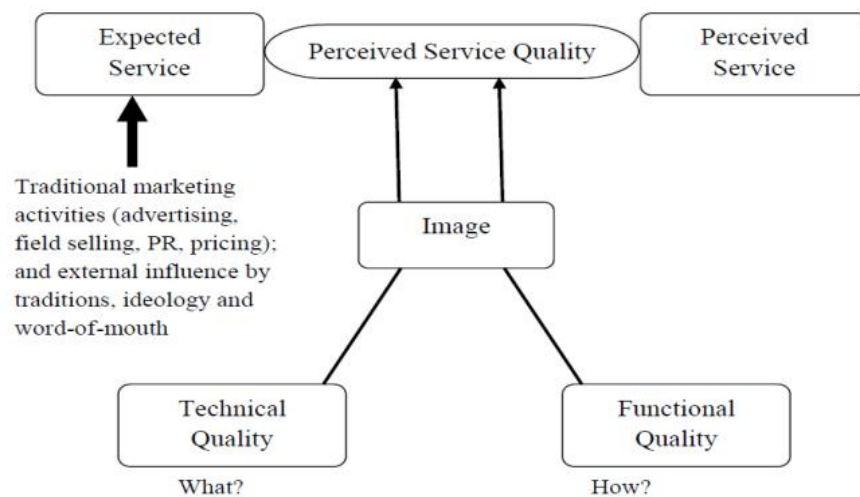 Expected
Service
Perceived Service Quality
Perceived
Service
Traditional marketing
activities (advertising,
field selling, PR, pricing);
and external influence by
traditions, ideology and
word-of-mouth
Image
Technical
Quality
Functional
Quality
What?
How?